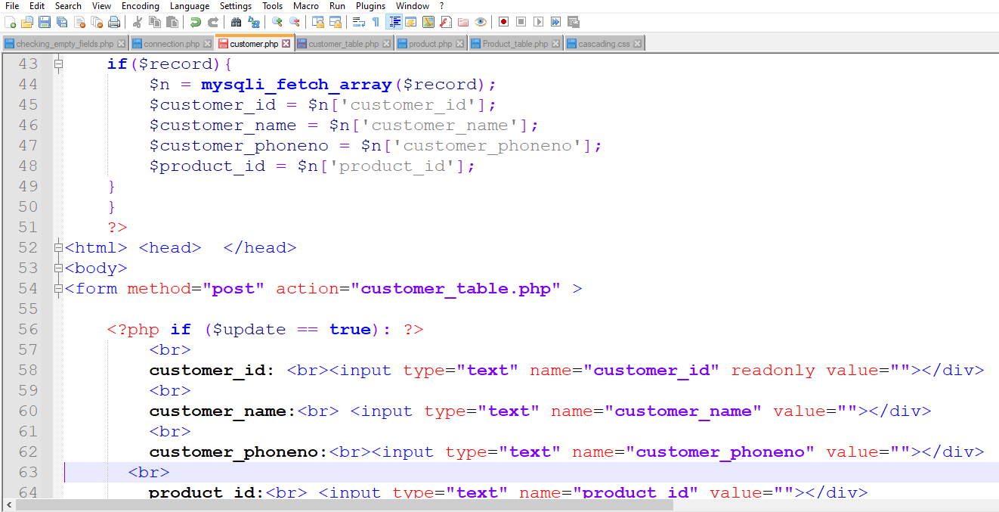 File Edit Search View Encoding Language Settings Tools Macro Run Plugins Window ?
checking_empty_fields.php connection.php customer.php customer_table.php product.php Product_table.php cascading.css
43 if($record){
44 $n = mysqli_fetch_array($record);
45 $customer_id = $n['customer_id'];
46 $customer_name = $n['customer_name'];
47 $customer_phoneno = $n['customer_phoneno'];
48 $product_id = $n['product_id'];
49 }
50 }
51 ?>
52 <html> <head>  </head>
53 <body>
54 <form method="post" action="customer_table.php" >
55
56 <?php if ($update == true): ?>
57 <br>
58 customer_id: <br><input type="text" name="customer_id" readonly value=""></div>
59 <br>
60 customer_name:<br> <input type="text" name="customer_name" value=""></div>
61 <br>
62 customer_phoneno:<br><input type="text" name="customer_phoneno" value=""></div>
63 <br>
64 product_id:<br> <input type="text" name="product_id" value=""></div>